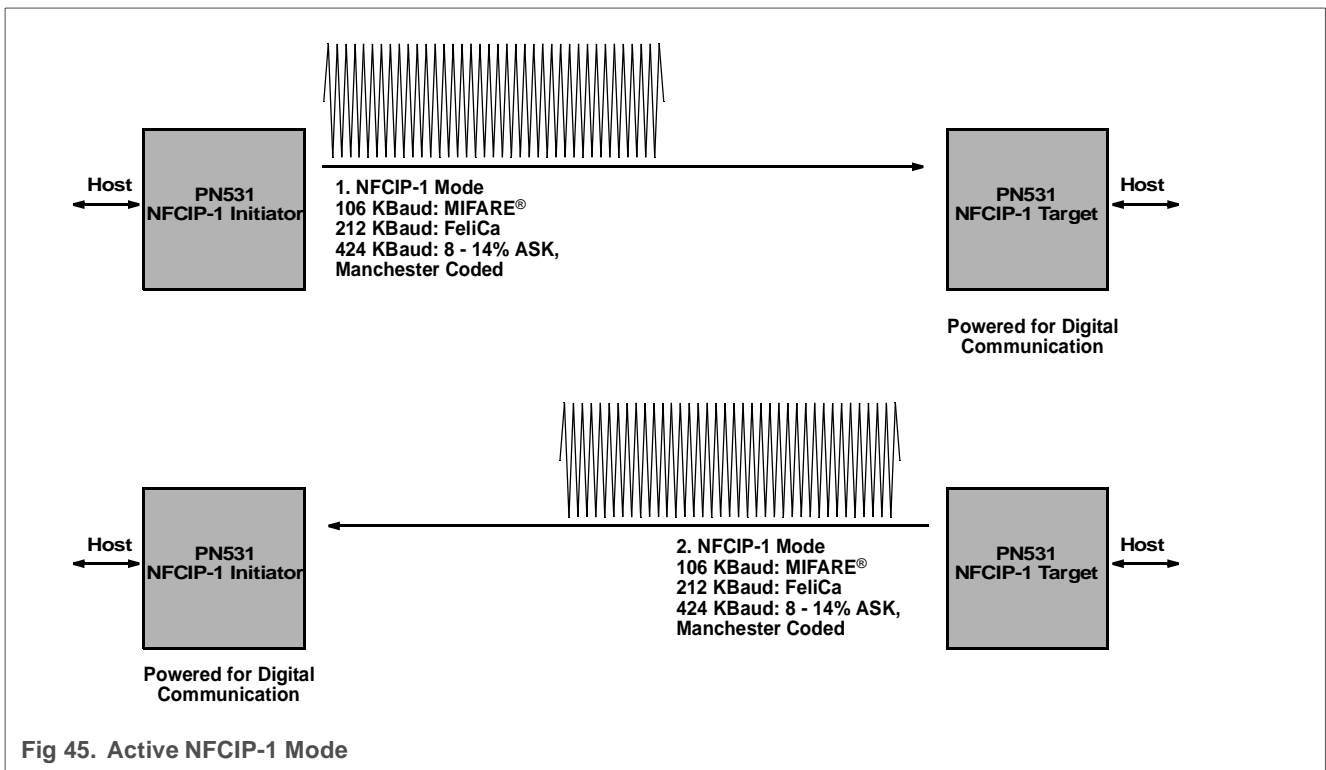 Host
PN531
NFCIP-1 Initiator
1. NFCIP-1 Mode
106 KBaud: MIFARE®
212 KBaud: FeliCa
424 KBaud: 8 - 14% ASK,
Manchester Coded
PN531
NFCIP-1 Target
Host
Powered for Digital
Communication
Host
PN531
NFCIP-1 Initiator
Powered for Digital
Communication
2. NFCIP-1 Mode
106 KBaud: MIFARE®
212 KBaud: FeliCa
424 KBaud: 8 - 14% ASK,
Manchester Coded
PN531
NFCIP-1 Target
Host
Fig 45. Active NFCIP-1 Mode